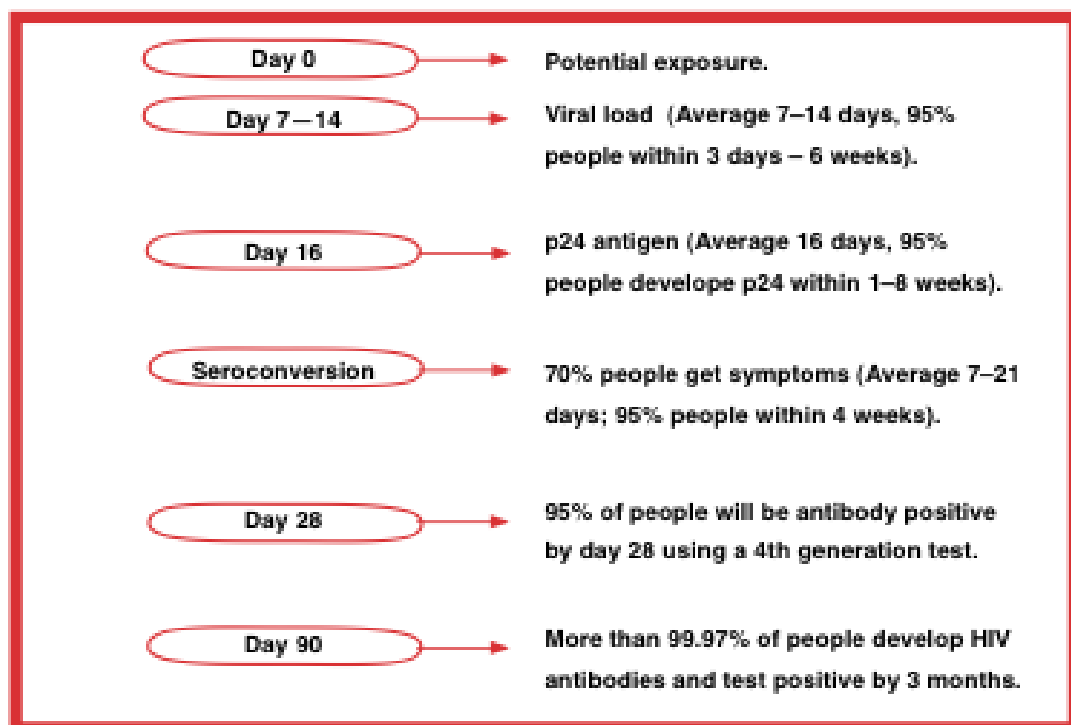 Day 0
Potential exposure.
Day 7—14
Viral load (Average 7–14 days, 95%
people within 3 days – 6 weeks).
Day 16
p24 antigen (Average 16 days, 95%
people develope p24 within 1–8 weeks).
Seroconversion
70% people get symptoms (Average 7–21
days; 95% people within 4 weeks).
Day 28
95% of people will be antibody positive
by day 28 using a 4th generation test.
Day 90
More than 99.97% of people develop HIV
antibodies and test positive by 3 months.